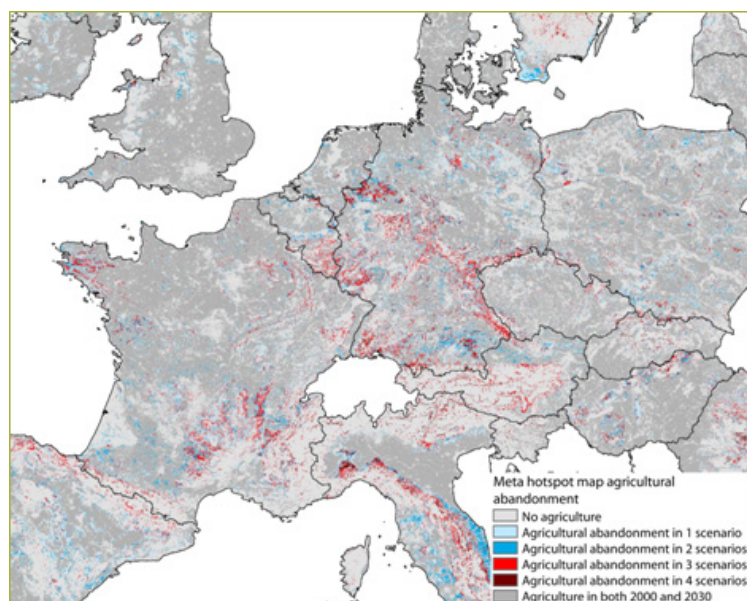 Meta hotspot map agricultural
abandonment
No agriculture
Agricultural abandonment in 1 scenario
Agricultural abandonment in 2 scenarios
Agricultural abandonment in 3 scenarios
Agricultural abandonment in 4 scenarios
Agriculture in both 2000 and 2030